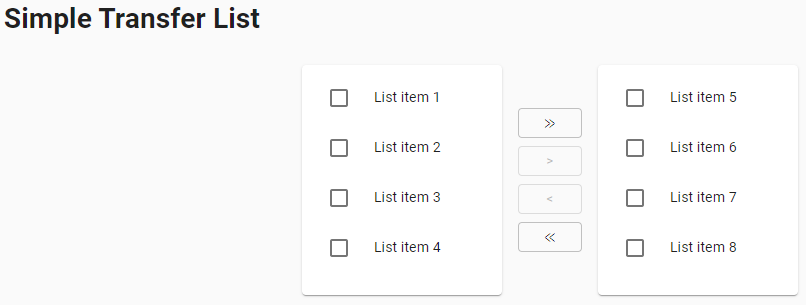 Simple Transfer List
List item 1
List item 2
List item 3
List item 4
≫
>
<
≪
List item 5
List item 6
List item 7
List item 8